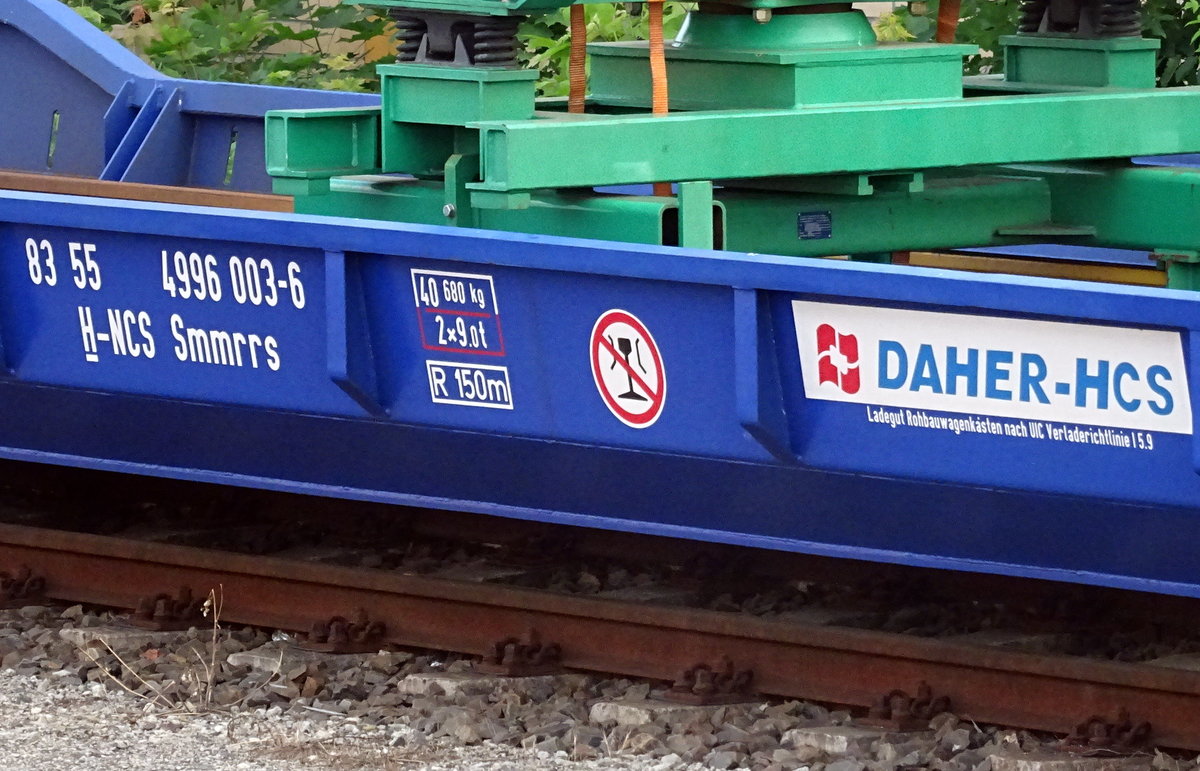 83 55 4996 003-6
H-NCS Smmrrs
40 680 kg
2×9.0t
R 150m
DAHER-HCS
Ladegut Rohbauwagenkästen nach UIC Verladerichtlinie I 5.9